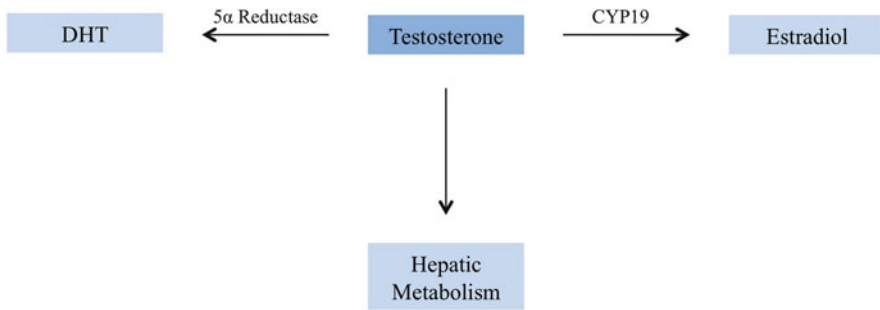 DHT
5α Reductase
Testosterone
CYP19
Estradiol
Hepatic
Metabolism